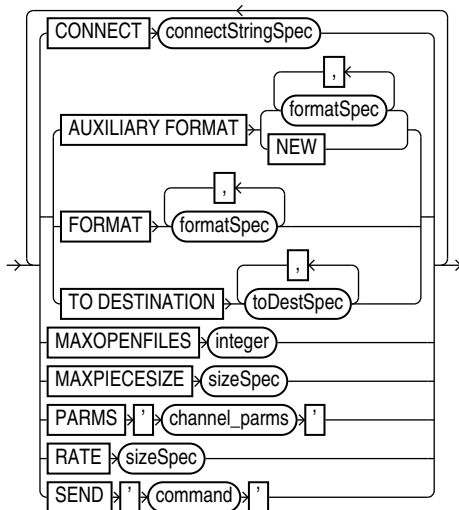 CONNECT connectStringSpec
,
formatSpec
AUXILIARY FORMAT
NEW
,
FORMAT formatSpec
,
TO DESTINATION toDestSpec
MAXOPENFILES integer
MAXPIECESIZE sizeSpec
PARMS ' channel_parms '
RATE sizeSpec
SEND ' command '